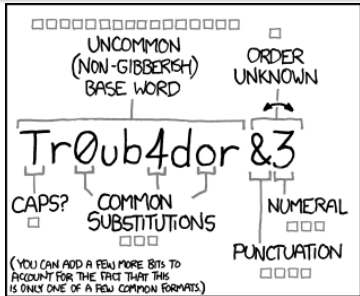 UNCOMMON
(NON-GIBBERISH)
BASE WORD
ORDER
UNKNOWN
Tr0ub4dor &3
CAPS?
COMMON
SUBSTITUTIONS
NUMERAL
PUNCTUATION
(YOU CAN ADD A FEW MORE BITS TO
ACCOUNT FOR THE FACT THAT THIS
IS ONLY ONE OF A FEW COMMON FORMATS.)